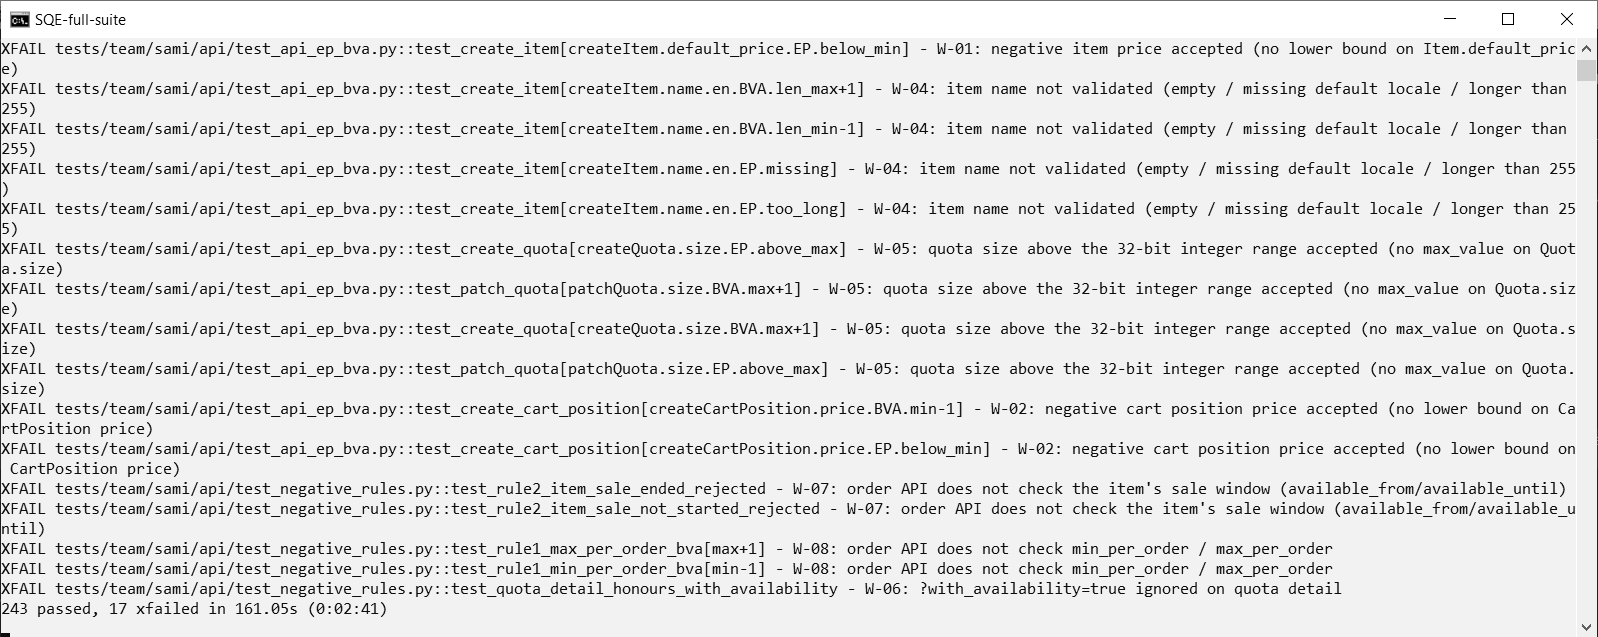 SQE-full-suite
XFAIL tests/team/sami/api/test_api_ep_bva.py::test_create_item[createItem.default_price.EP.below_min] - W-01: negative item price accepted (no lower bound on Item.default_pric
e)
XFAIL tests/team/sami/api/test_api_ep_bva.py::test_create_item[createItem.name.en.BVA.len_max+1] - W-04: item name not validated (empty / missing default locale / longer than
255)
XFAIL tests/team/sami/api/test_api_ep_bva.py::test_create_item[createItem.name.en.BVA.len_min-1] - W-04: item name not validated (empty / missing default locale / longer than
255)
XFAIL tests/team/sami/api/test_api_ep_bva.py::test_create_item[createItem.name.en.EP.missing] - W-04: item name not validated (empty / missing default locale / longer than 255
)
XFAIL tests/team/sami/api/test_api_ep_bva.py::test_create_item[createItem.name.en.EP.too_long] - W-04: item name not validated (empty / missing default locale / longer than 25
5)
XFAIL tests/team/sami/api/test_api_ep_bva.py::test_create_quota[createQuota.size.EP.above_max] - W-05: quota size above the 32-bit integer range accepted (no max_value on Quot
a.size)
XFAIL tests/team/sami/api/test_api_ep_bva.py::test_patch_quota[patchQuota.size.BVA.max+1] - W-05: quota size above the 32-bit integer range accepted (no max_value on Quota.siz
e)
XFAIL tests/team/sami/api/test_api_ep_bva.py::test_create_quota[createQuota.size.BVA.max+1] - W-05: quota size above the 32-bit integer range accepted (no max_value on Quota.s
ize)
XFAIL tests/team/sami/api/test_api_ep_bva.py::test_patch_quota[patchQuota.size.EP.above_max] - W-05: quota size above the 32-bit integer range accepted (no max_value on Quota.
size)
XFAIL tests/team/sami/api/test_api_ep_bva.py::test_create_cart_position[createCartPosition.price.BVA.min-1] - W-02: negative cart position price accepted (no lower bound on Ca
rtPosition price)
XFAIL tests/team/sami/api/test_api_ep_bva.py::test_create_cart_position[createCartPosition.price.EP.below_min] - W-02: negative cart position price accepted (no lower bound on
 CartPosition price)
XFAIL tests/team/sami/api/test_negative_rules.py::test_rule2_item_sale_ended_rejected - W-07: order API does not check the item's sale window (available_from/available_until)
XFAIL tests/team/sami/api/test_negative_rules.py::test_rule2_item_sale_not_started_rejected - W-07: order API does not check the item's sale window (available_from/available_u
ntil)
XFAIL tests/team/sami/api/test_negative_rules.py::test_rule1_max_per_order_bva[max+1] - W-08: order API does not check min_per_order / max_per_order
XFAIL tests/team/sami/api/test_negative_rules.py::test_rule1_min_per_order_bva[min-1] - W-08: order API does not check min_per_order / max_per_order
XFAIL tests/team/sami/api/test_negative_rules.py::test_quota_detail_honours_with_availability - W-06: ?with_availability=true ignored on quota detail
243 passed, 17 xfailed in 161.05s (0:02:41)